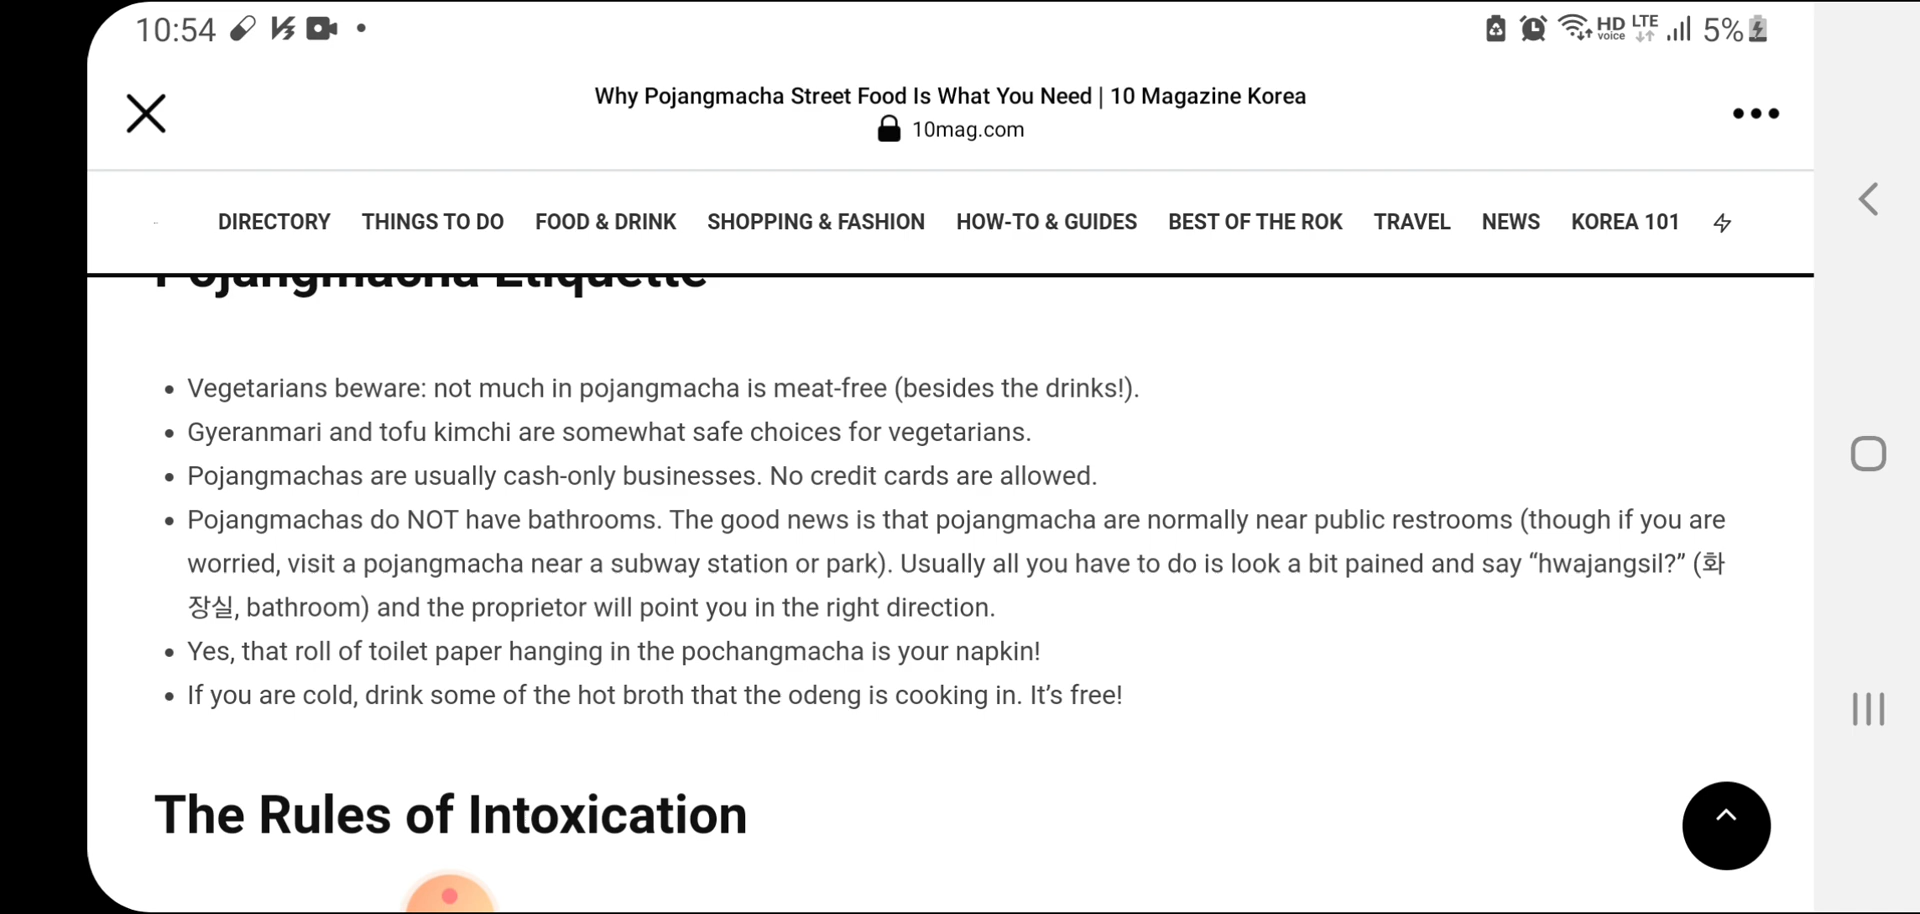 10:54
HD voice LTE 5%
Why Pojangmacha Street Food Is What You Need | 10 Magazine Korea
10mag.com
DIRECTORY THINGS TO DO FOOD & DRINK SHOPPING & FASHION HOW-TO & GUIDES BEST OF THE ROK TRAVEL NEWS KOREA 101
Pojangmacha Etiquette
• Vegetarians beware: not much in pojangmacha is meat-free (besides the drinks!).
• Gyeranmari and tofu kimchi are somewhat safe choices for vegetarians.
• Pojangmachas are usually cash-only businesses. No credit cards are allowed.
• Pojangmachas do NOT have bathrooms. The good news is that pojangmacha are normally near public restrooms (though if you are
worried, visit a pojangmacha near a subway station or park). Usually all you have to do is look a bit pained and say “hwajangsil?” (화
장실, bathroom) and the proprietor will point you in the right direction.
• Yes, that roll of toilet paper hanging in the pochangmacha is your napkin!
• If you are cold, drink some of the hot broth that the odeng is cooking in. It’s free!
The Rules of Intoxication